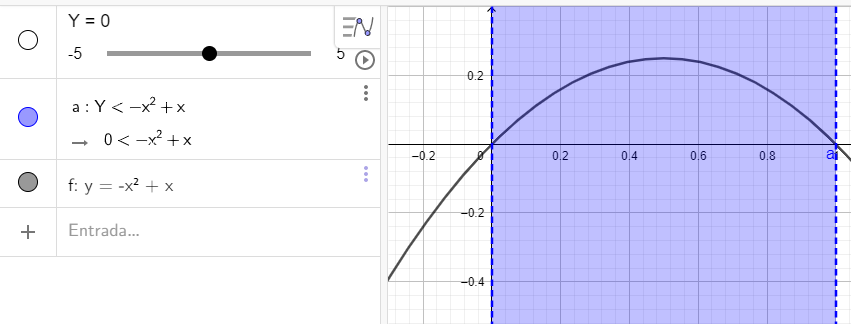 Y = 0
-5 5
a : Y < −x² + x
→ 0 < −x² + x
f: y = -x² + x
+ Entrada...
0.2
−0.2 0 0.2 0.4 0.6 0.8 a
−0.2
−0.4